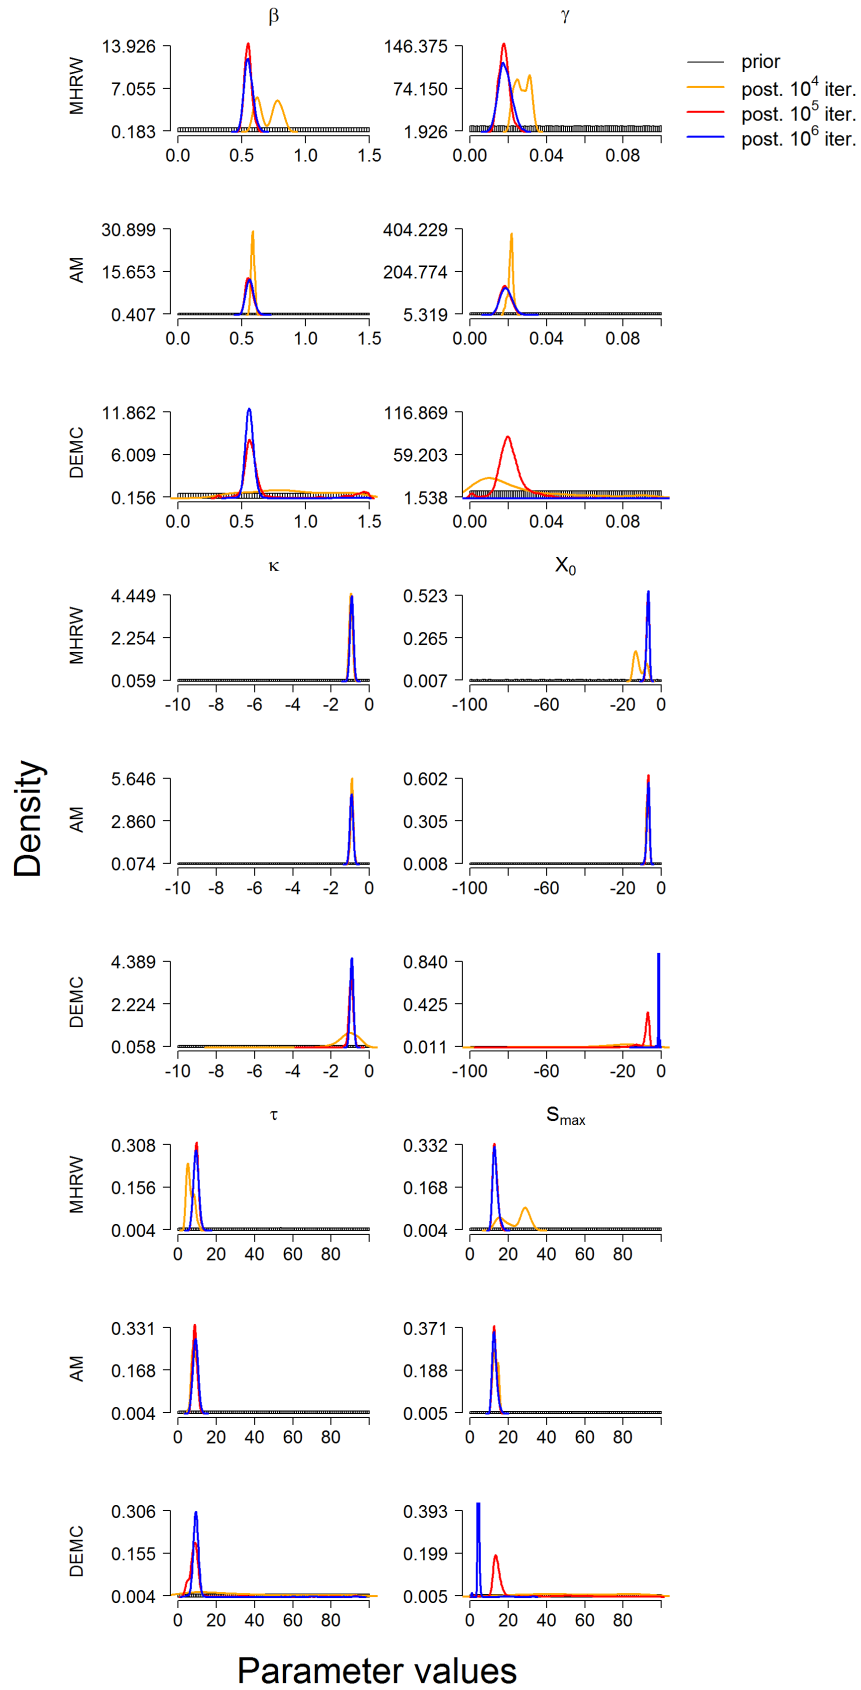 β γ
MHRW
13.926
7.055
0.183
0.0 0.5 1.0 1.5
146.375
74.150
1.926
0.00 0.04 0.08
prior
post. 10^4 iter.
post. 10^5 iter.
post. 10^6 iter.
AM
30.899
15.653
0.407
0.0 0.5 1.0 1.5
404.229
204.774
5.319
0.00 0.04 0.08
DEMC
11.862
6.009
0.156
0.0 0.5 1.0 1.5
116.869
59.203
1.538
0.00 0.04 0.08
κ X_0
MHRW
4.449
2.254
0.059
-10 -8 -6 -4 -2 0
0.523
0.265
0.007
-100 -60 -20 0
AM
5.646
2.860
0.074
-10 -8 -6 -4 -2 0
0.602
0.305
0.008
-100 -60 -20 0
DEMC
4.389
2.224
0.058
-10 -8 -6 -4 -2 0
0.840
0.425
0.011
-100 -60 -20 0
τ S_max
MHRW
0.308
0.156
0.004
0 20 40 60 80
0.332
0.168
0.004
0 20 40 60 80
AM
0.331
0.168
0.004
0 20 40 60 80
0.371
0.188
0.005
0 20 40 60 80
DEMC
0.306
0.155
0.004
0 20 40 60 80
0.393
0.199
0.005
0 20 40 60 80
Density
Parameter values